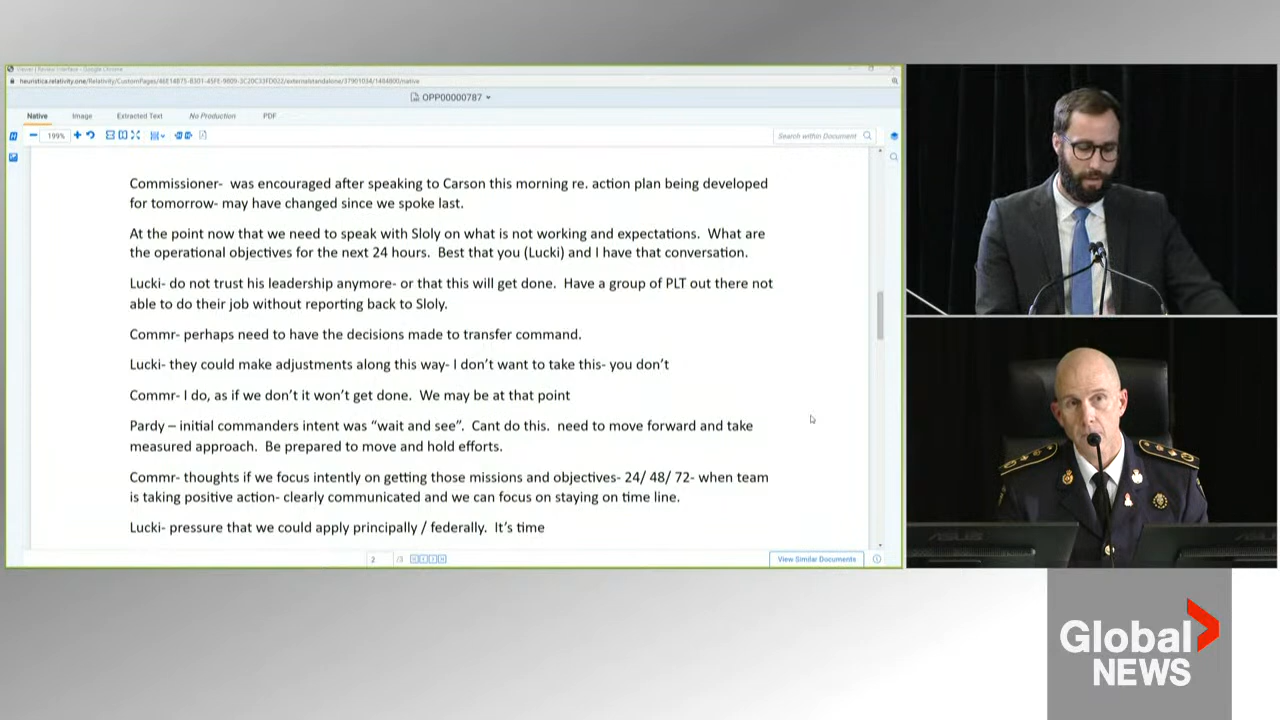 Viewer | Review Interface - Google Chrome
OPP00000787
Native Image Extracted Text No Production PDF
199%
Search within Document
Commissioner- was encouraged after speaking to Carson this morning re. action plan being developed
for tomorrow- may have changed since we spoke last.
At the point now that we need to speak with Sloly on what is not working and expectations. What are
the operational objectives for the next 24 hours. Best that you (Lucki) and I have that conversation.
Lucki- do not trust his leadership anymore- or that this will get done. Have a group of PLT out there not
able to do their job without reporting back to Sloly.
Commr- perhaps need to have the decisions made to transfer command.
Lucki- they could make adjustments along this way- I don't want to take this- you don't
Commr- I do, as if we don't it won't get done. We may be at that point
Pardy – initial commanders intent was "wait and see". Cant do this. need to move forward and take
measured approach. Be prepared to move and hold efforts.
Commr- thoughts if we focus intently on getting those missions and objectives- 24/ 48/ 72- when team
is taking positive action- clearly communicated and we can focus on staying on time line.
Lucki- pressure that we could apply principally / federally. It's time
2 /3
View Similar Documents
Global
NEWS